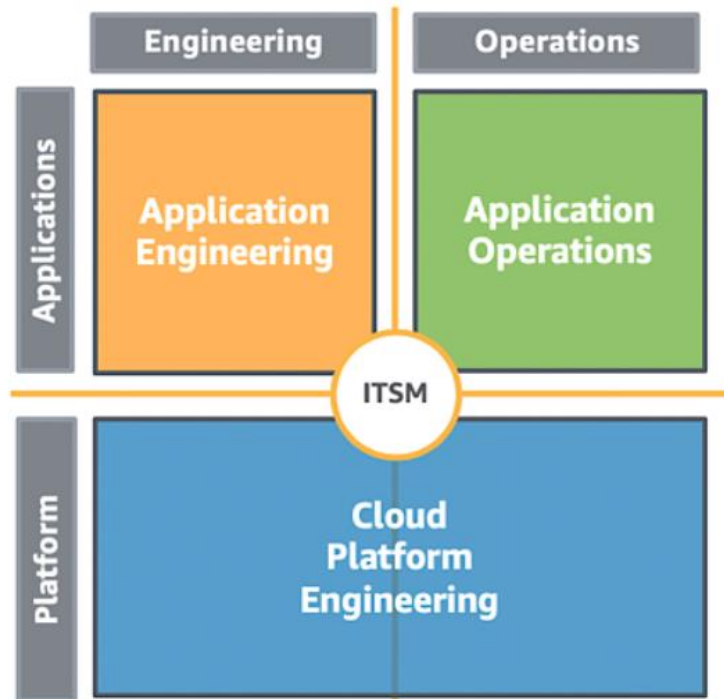 Engineering
Operations
Applications
Application
Engineering
Application
Operations
ITSM
Platform
Cloud
Platform
Engineering